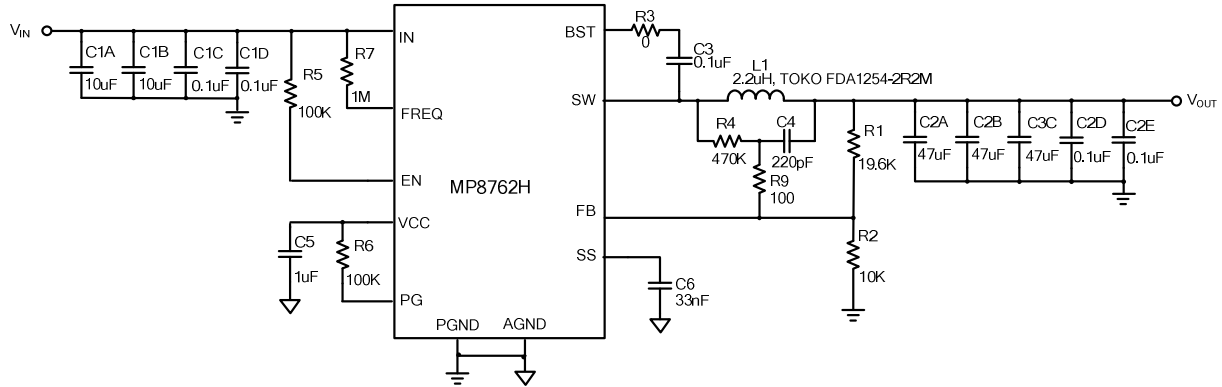 VIN
C1A
10uF
C1B
10uF
C1C
0.1uF
C1D
0.1uF
R5
100K
R7
1M
C5
1uF
R6
100K
IN
FREQ
EN
VCC
PG
MP8762H
PGND
AGND
BST
SW
FB
SS
R3
0
C3
0.1uF
L1
2.2uH, TOKO FDA1254-2R2M
R4
470K
C4
220pF
R9
100
R1
19.6K
R2
10K
C6
33nF
C2A
47uF
C2B
47uF
C3C
47uF
C2D
0.1uF
C2E
0.1uF
VOUT